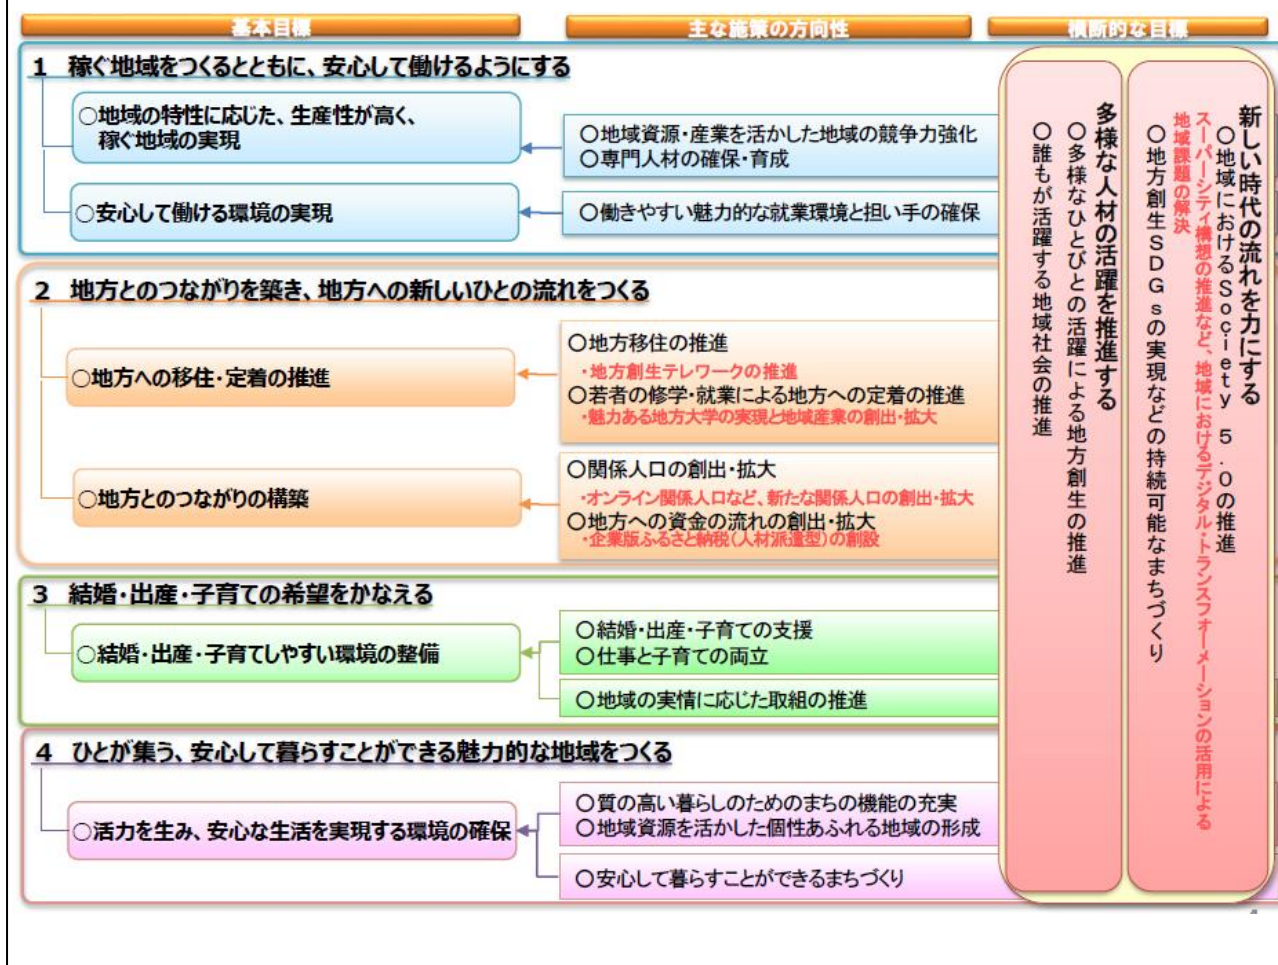 基本目標
主な施策の方向性
横断的な目標
1 稼ぐ地域をつくるとともに、安心して働けるようにする
○地域の特性に応じた、生産性が高く、
稼ぐ地域の実現
○地域資源・産業を活かした地域の競争力強化
○専門人材の確保・育成
○安心して働ける環境の実現
○働きやすい魅力的な就業環境と担い手の確保
2 地方とのつながりを築き、地方への新しいひとの流れをつくる
○地方への移住・定着の推進
○地方移住の推進
・地方創生テレワークの推進
○若者の修学・就業による地方への定着の推進
・魅力ある地方大学の実現と地域産業の創出・拡大
○地方とのつながりの構築
○関係人口の創出・拡大
・オンライン関係人口など、新たな関係人口の創出・拡大
○地方への資金の流れの創出・拡大
・企業版ふるさと納税(人材派遣型)の創設
3 結婚・出産・子育ての希望をかなえる
○結婚・出産・子育てしやすい環境の整備
○結婚・出産・子育ての支援
○仕事と子育ての両立
○地域の実情に応じた取組の推進
4 ひとが集う、安心して暮らすことができる魅力的な地域をつくる
○活力を生み、安心な生活を実現する環境の確保
○質の高い暮らしのためのまちの機能の充実
○地域資源を活かした個性あふれる地域の形成
○安心して暮らすことができるまちづくり
新しい時代の流れを力にする
○地域におけるSociety 5.0の推進
スーパーシティ構想の推進など、地域におけるデジタル・トランスフォーメーションの活用による
地域課題の解決
○地方創生SDGsの実現などの持続可能なまちづくり
多様な人材の活躍を推進する
○多様なひとびとの活躍による地方創生の推進
○誰もが活躍する地域社会の推進